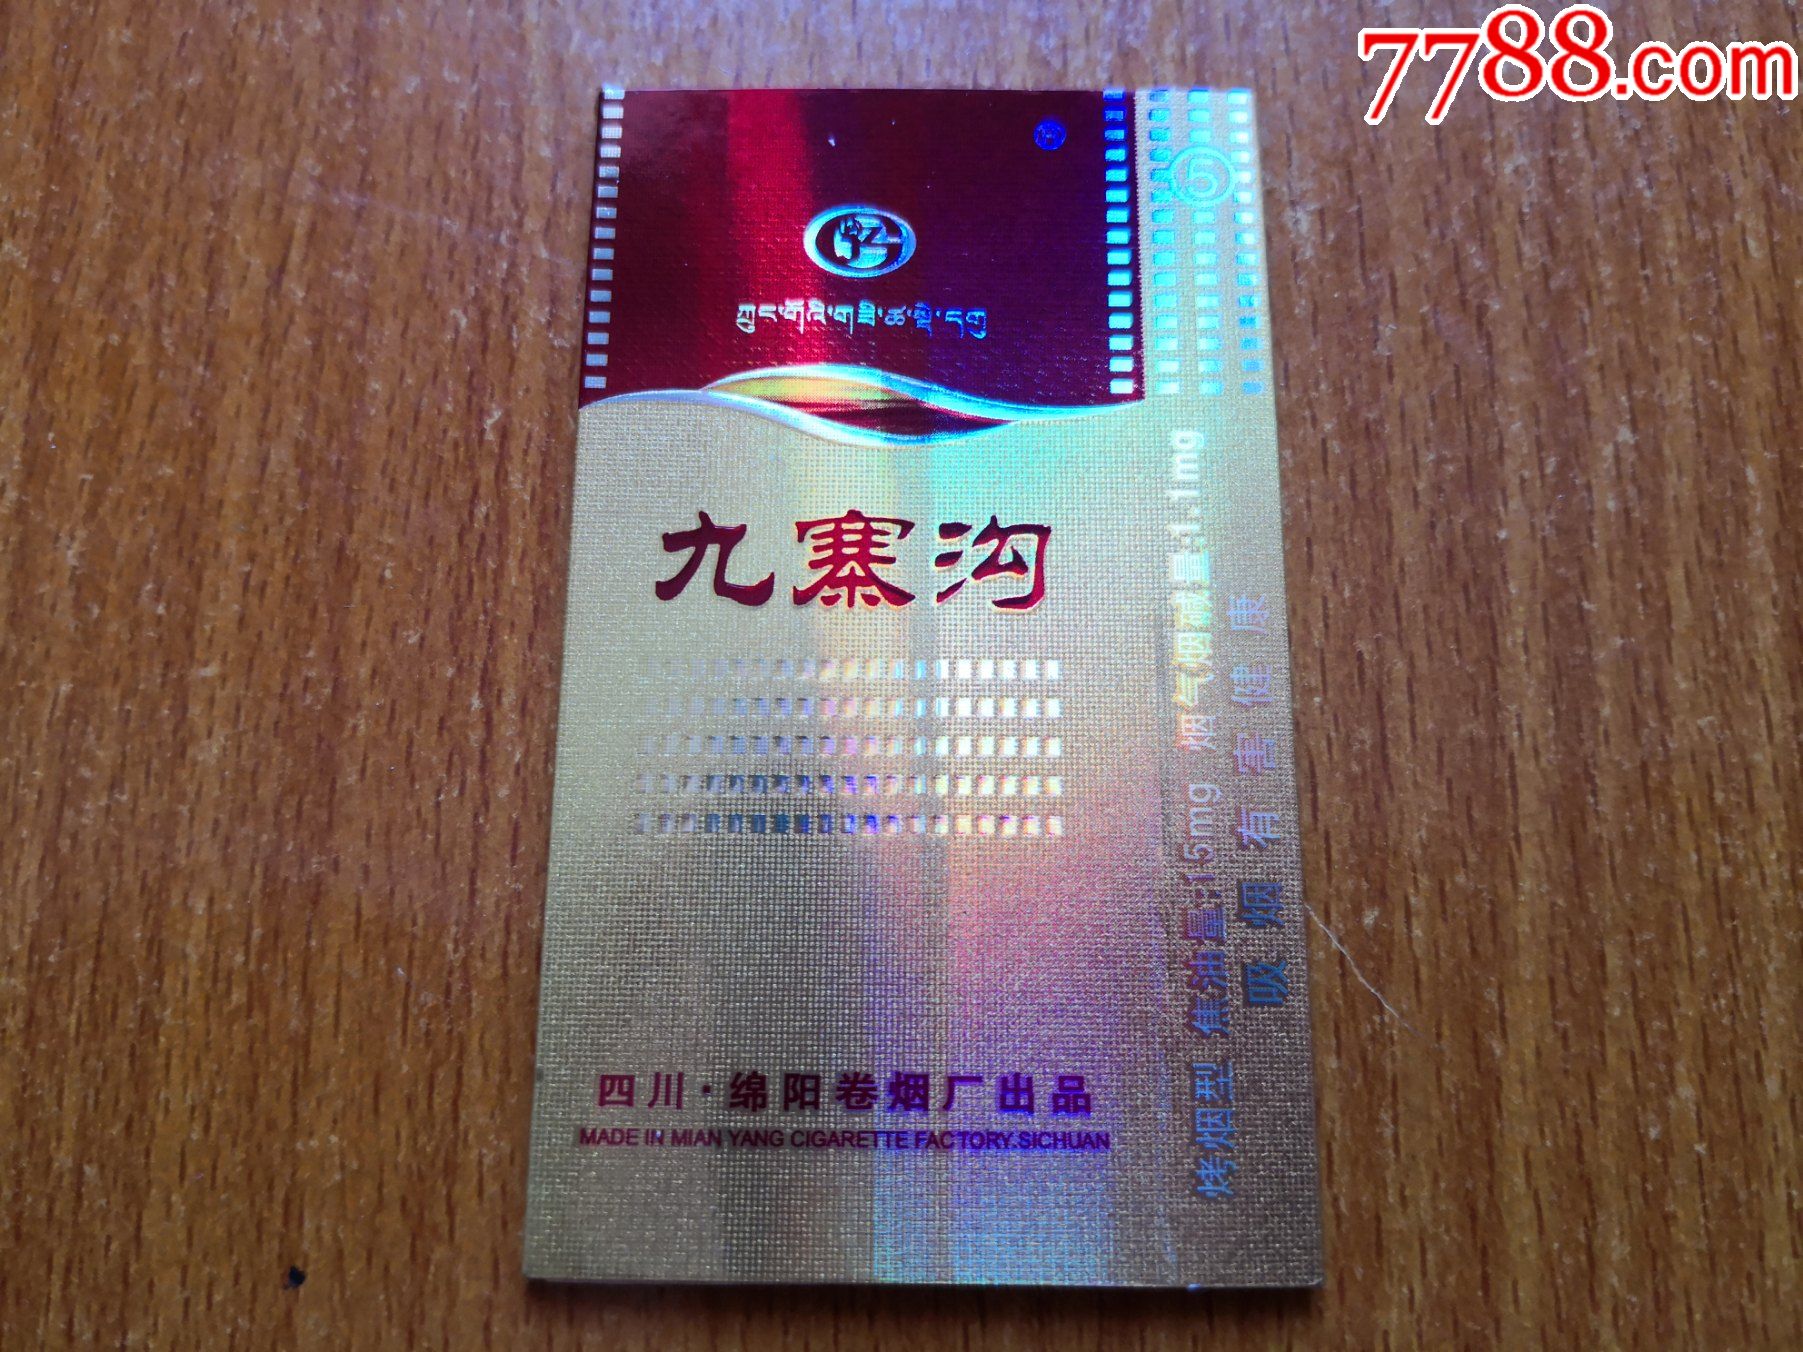 7788.com
ཀྲུང་གོའི་གཟི་ཚ་སྡེ་དགུ
九寨沟
四川·绵阳卷烟厂出品
MADE IN MIAN YANG CIGARETTE FACTORY.SICHUAN
烤烟型 焦油量:15mg 烟气烟碱量:1.1mg
吸烟有害健康